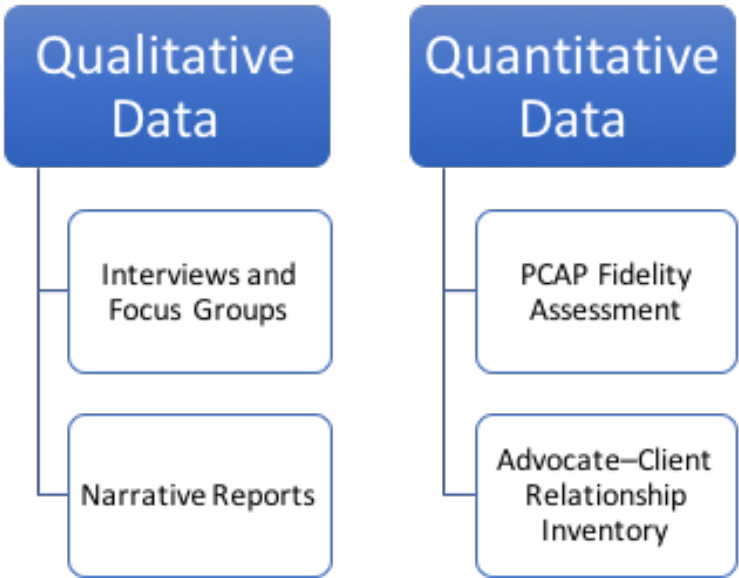 Qualitative
Data
Interviews and
Focus Groups
Narrative Reports
Quantitative
Data
PCAP Fidelity
Assessment
Advocate–Client
Relationship
Inventory